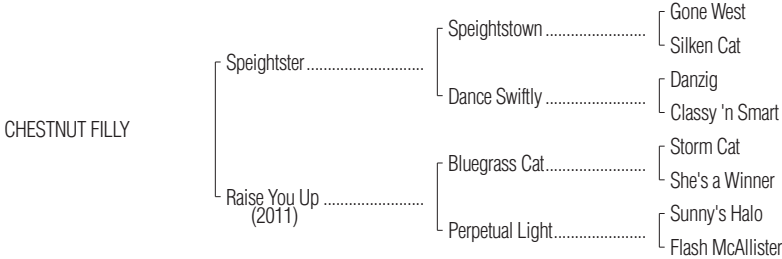 Gone West
Speightstown ........................
Silken Cat
Speightster ............................
Danzig
Dance Swiftly ........................
Classy 'n Smart
CHESTNUT FILLY
Storm Cat
Bluegrass Cat........................
She's a Winner
Raise You Up ........................
(2011)
Sunny's Halo
Perpetual Light......................
Flash McAllister